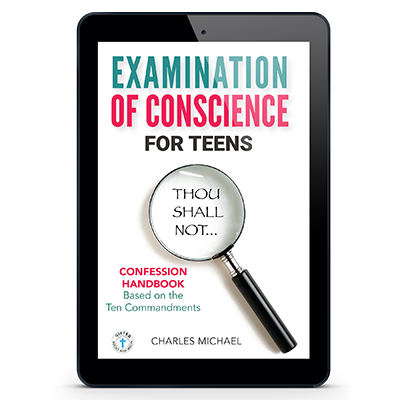 EXAMINATION
OF CONSCIENCE
FOR TEENS
THOU
SHALL
NOT...
CONFESSION
HANDBOOK
Based on the
Ten Commandments
CHARLES MICHAEL